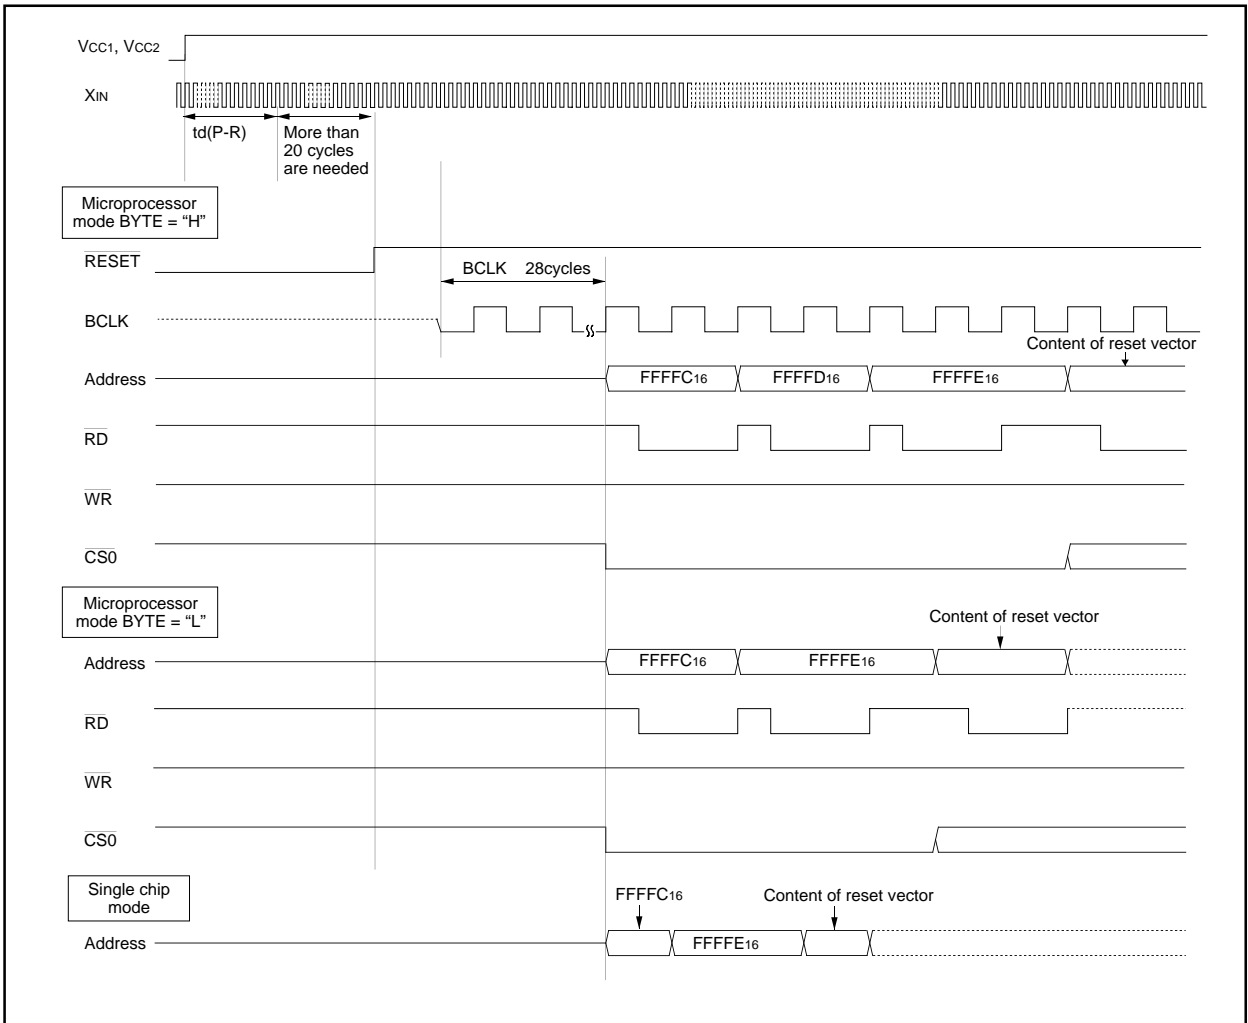 Vcc1, Vcc2
XIN
td(P-R)
More than
20 cycles
are needed
Microprocessor
mode BYTE = “H”
RESET
BCLK 28cycles
BCLK
Content of reset vector
Address
FFFFC16
FFFFD16
FFFFE16
RD
WR
CS0
Microprocessor
mode BYTE = “L”
Content of reset vector
Address
FFFFC16
FFFFE16
RD
WR
CS0
Single chip
mode
FFFFC16
Content of reset vector
Address
FFFFE16